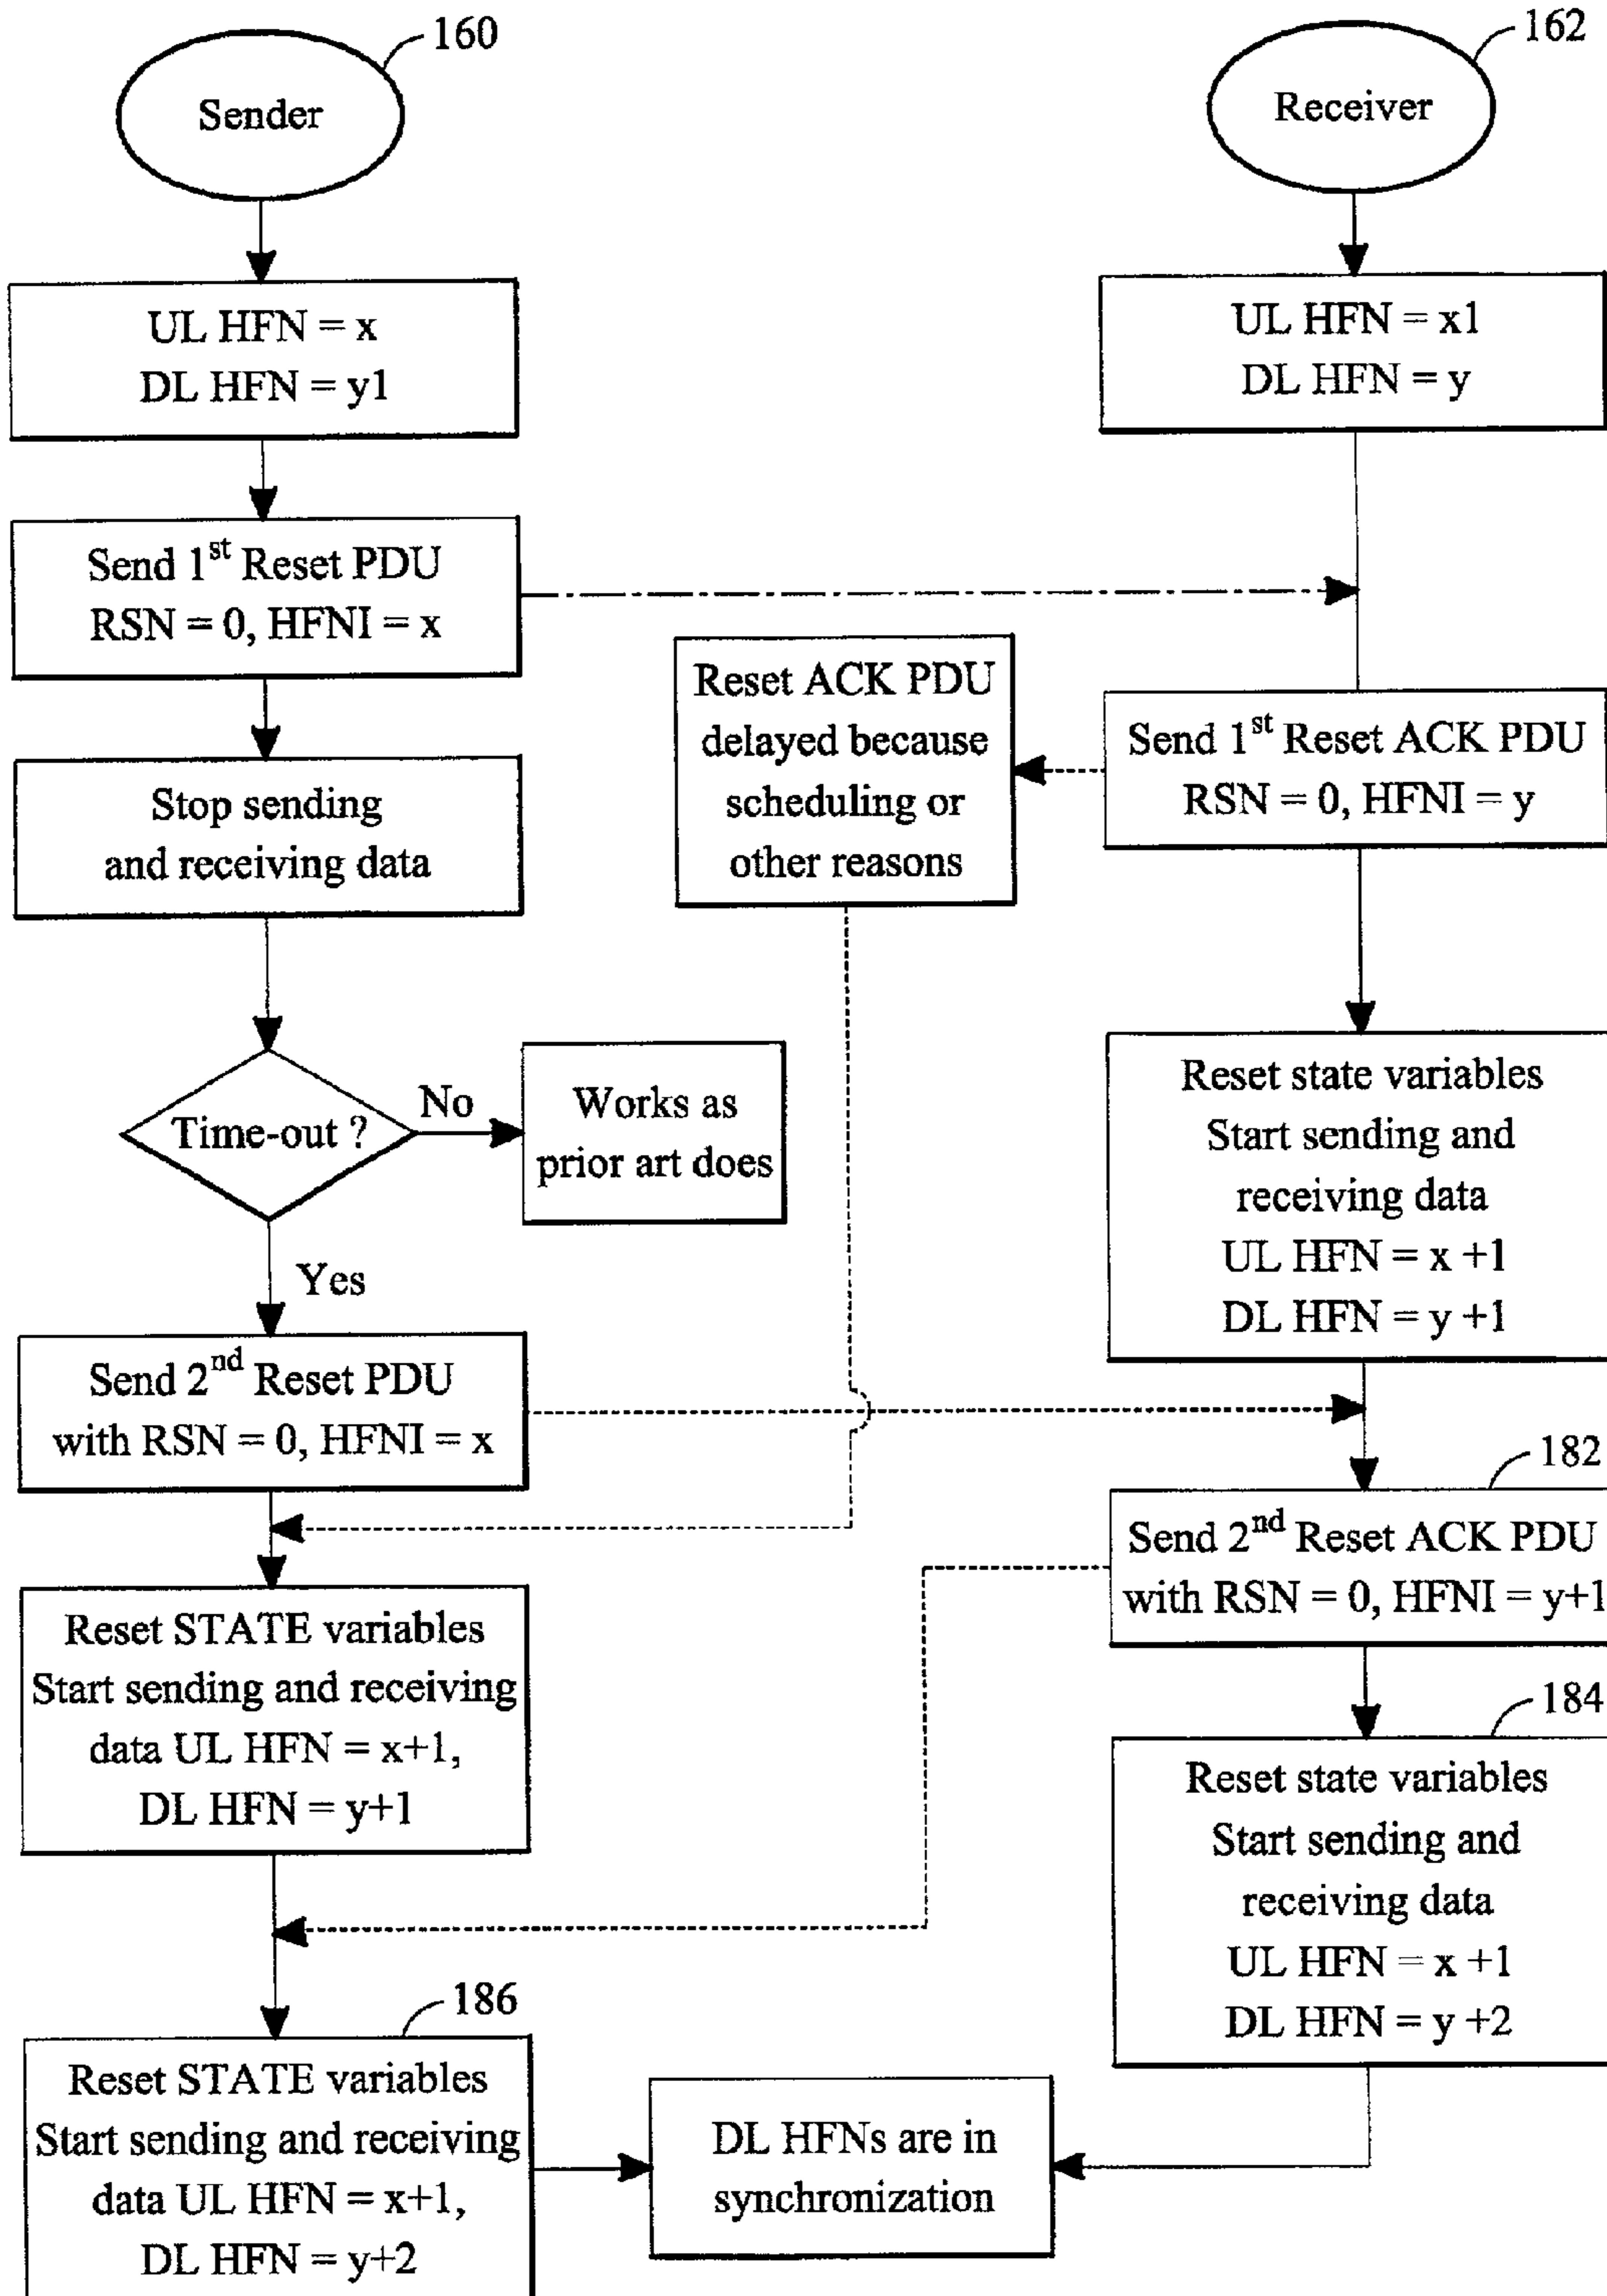 160
Sender
162
Receiver
UL HFN = x
DL HFN = y1
UL HFN = x1
DL HFN = y
Send 1st Reset PDU
RSN = 0, HFNI = x
Reset ACK PDU
delayed because
scheduling or
other reasons
Send 1st Reset ACK PDU
RSN = 0, HFNI = y
Stop sending
and receiving data
Time-out ?
No
Works as
prior art does
Yes
Reset state variables
Start sending and
receiving data
UL HFN = x +1
DL HFN = y +1
Send 2nd Reset PDU
with RSN = 0, HFNI = x
182
Send 2nd Reset ACK PDU
with RSN = 0, HFNI = y+1
Reset STATE variables
Start sending and receiving
data UL HFN = x+1,
DL HFN = y+1
184
Reset state variables
Start sending and
receiving data
UL HFN = x +1
DL HFN = y +2
186
Reset STATE variables
Start sending and receiving
data UL HFN = x+1,
DL HFN = y+2
DL HFNs are in
synchronization